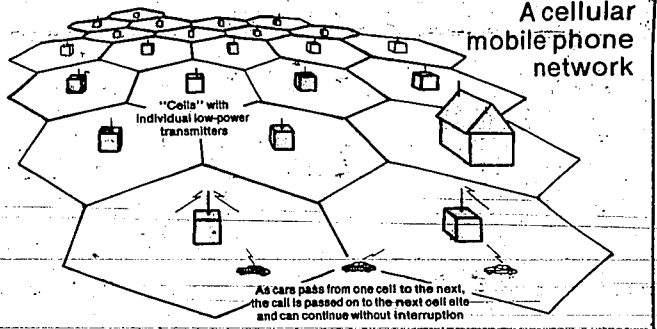 A cellular
mobile phone
network
"Cells" with
individual low-power
transmitters
As cars pass from one cell to the next,
the call is passed on to the next cell site
and can continue without interruption